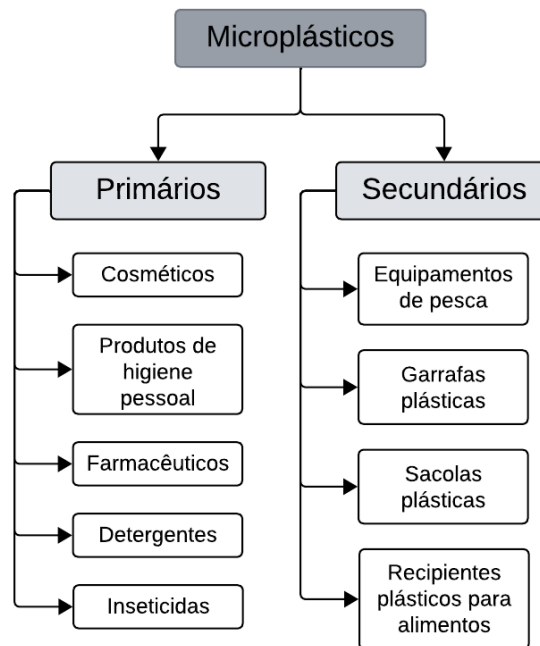 Microplásticos
Primários
Cosméticos
Produtos de
higiene
pessoal
Farmacêuticos
Detergentes
Inseticidas
Secundários
Equipamentos
de pesca
Garrafas
plásticas
Sacolas
plásticas
Recipientes
plásticos para
alimentos